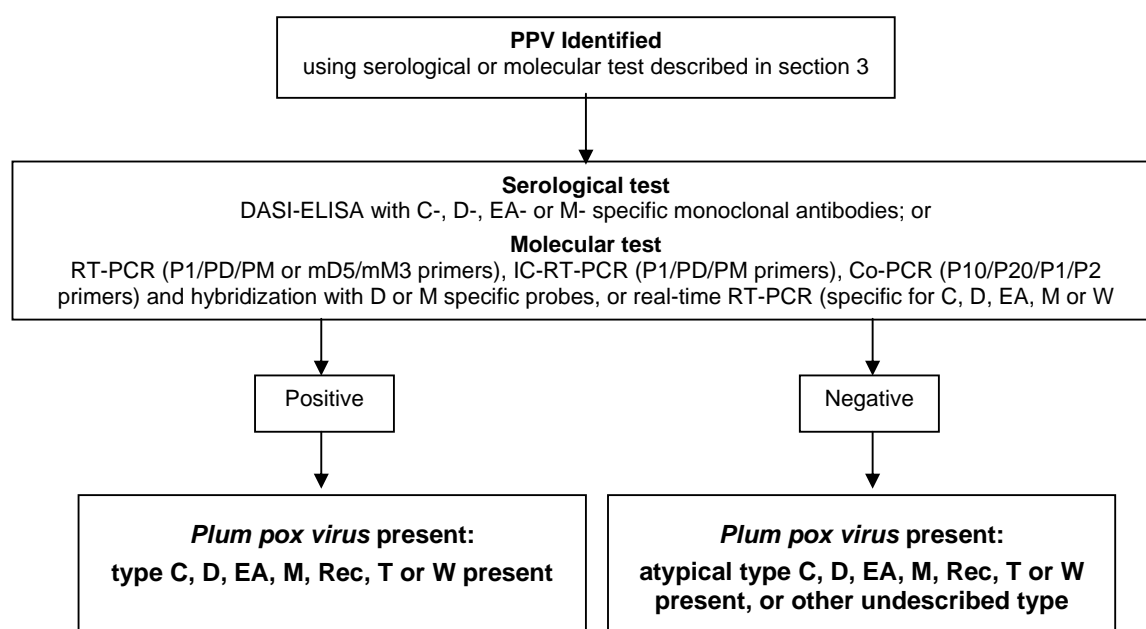 PPV Identified
using serological or molecular test described in section 3
Serological test
DASI-ELISA with C-, D-, EA- or M- specific monoclonal antibodies; or
Molecular test
RT-PCR (P1/PD/PM or mD5/mM3 primers), IC-RT-PCR (P1/PD/PM primers), Co-PCR (P10/P20/P1/P2
primers) and hybridization with D or M specific probes, or real-time RT-PCR (specific for C, D, EA, M or W
Positive
Negative
Plum pox virus present:
type C, D, EA, M, Rec, T or W present
Plum pox virus present:
atypical type C, D, EA, M, Rec, T or W
present, or other undescribed type